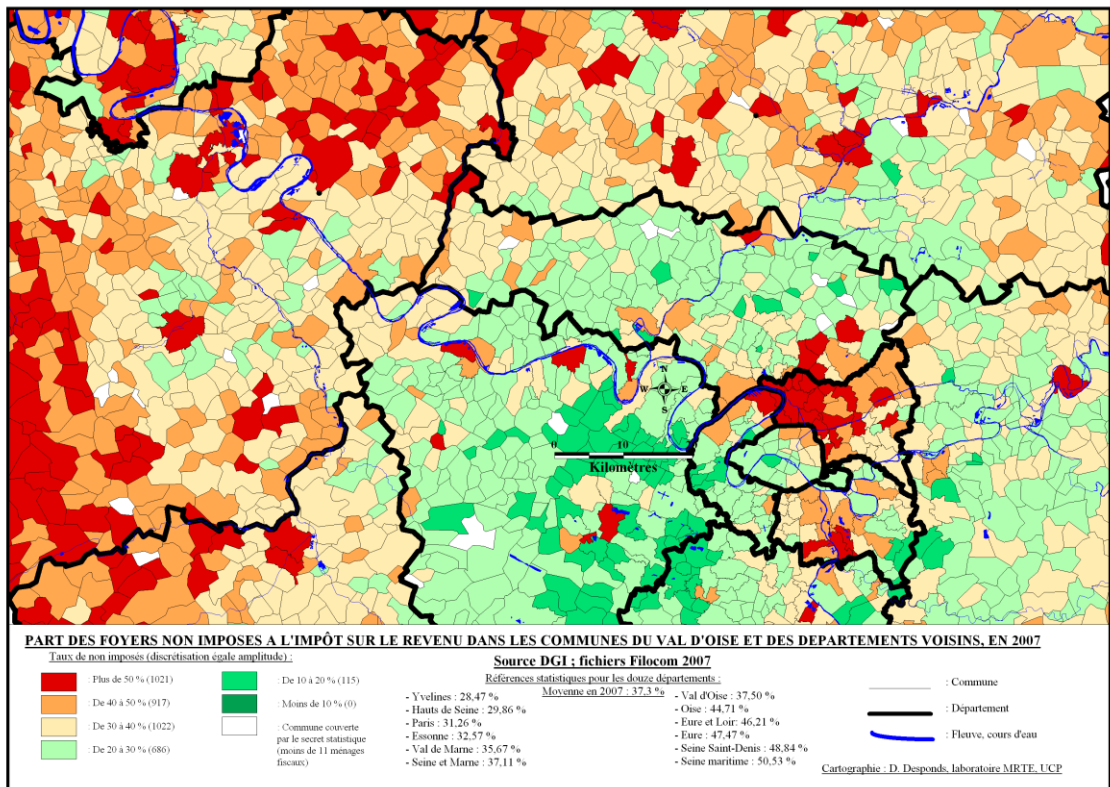 N
W E
S
0 10
Kilomètres
PART DES FOYERS NON IMPOSES A L'IMPÔT SUR LE REVENU DANS LES COMMUNES DU VAL D'OISE ET DES DEPARTEMENTS VOISINS, EN 2007
Taux de non imposés (discrétisation égale amplitude) :
: Plus de 50 % (1021)
: De 40 à 50 % (917)
: De 30 à 40% (1022)
: De 20 à 30 % (686)
: De 10 à 20 % (115)
: Moins de 10 % (0)
: Commune couverte
par le secret statistique
(moins de 11 ménages
fiscaux)
Source DGI ; fichiers Filocom 2007
Références statistiques pour les douze départements :
Moyenne en 2007 : 37,3 %
- Yvelines : 28,47 %
- Hauts de Seine : 29,86 %
- Paris : 31,26 %
- Essonne : 32,57 %
- Val de Marne : 35,67 %
- Seine et Marne : 37,11 %
- Val d'Oise : 37,50 %
- Oise : 44,71 %
- Eure et Loir: 46,21 %
- Eure : 47,47 %
- Seine Saint-Denis : 48,84 %
- Seine maritime : 50,53 %
: Commune
: Département
: Fleuve, cours d'eau
Cartographie : D. Desponds, laboratoire MRTE, UCP